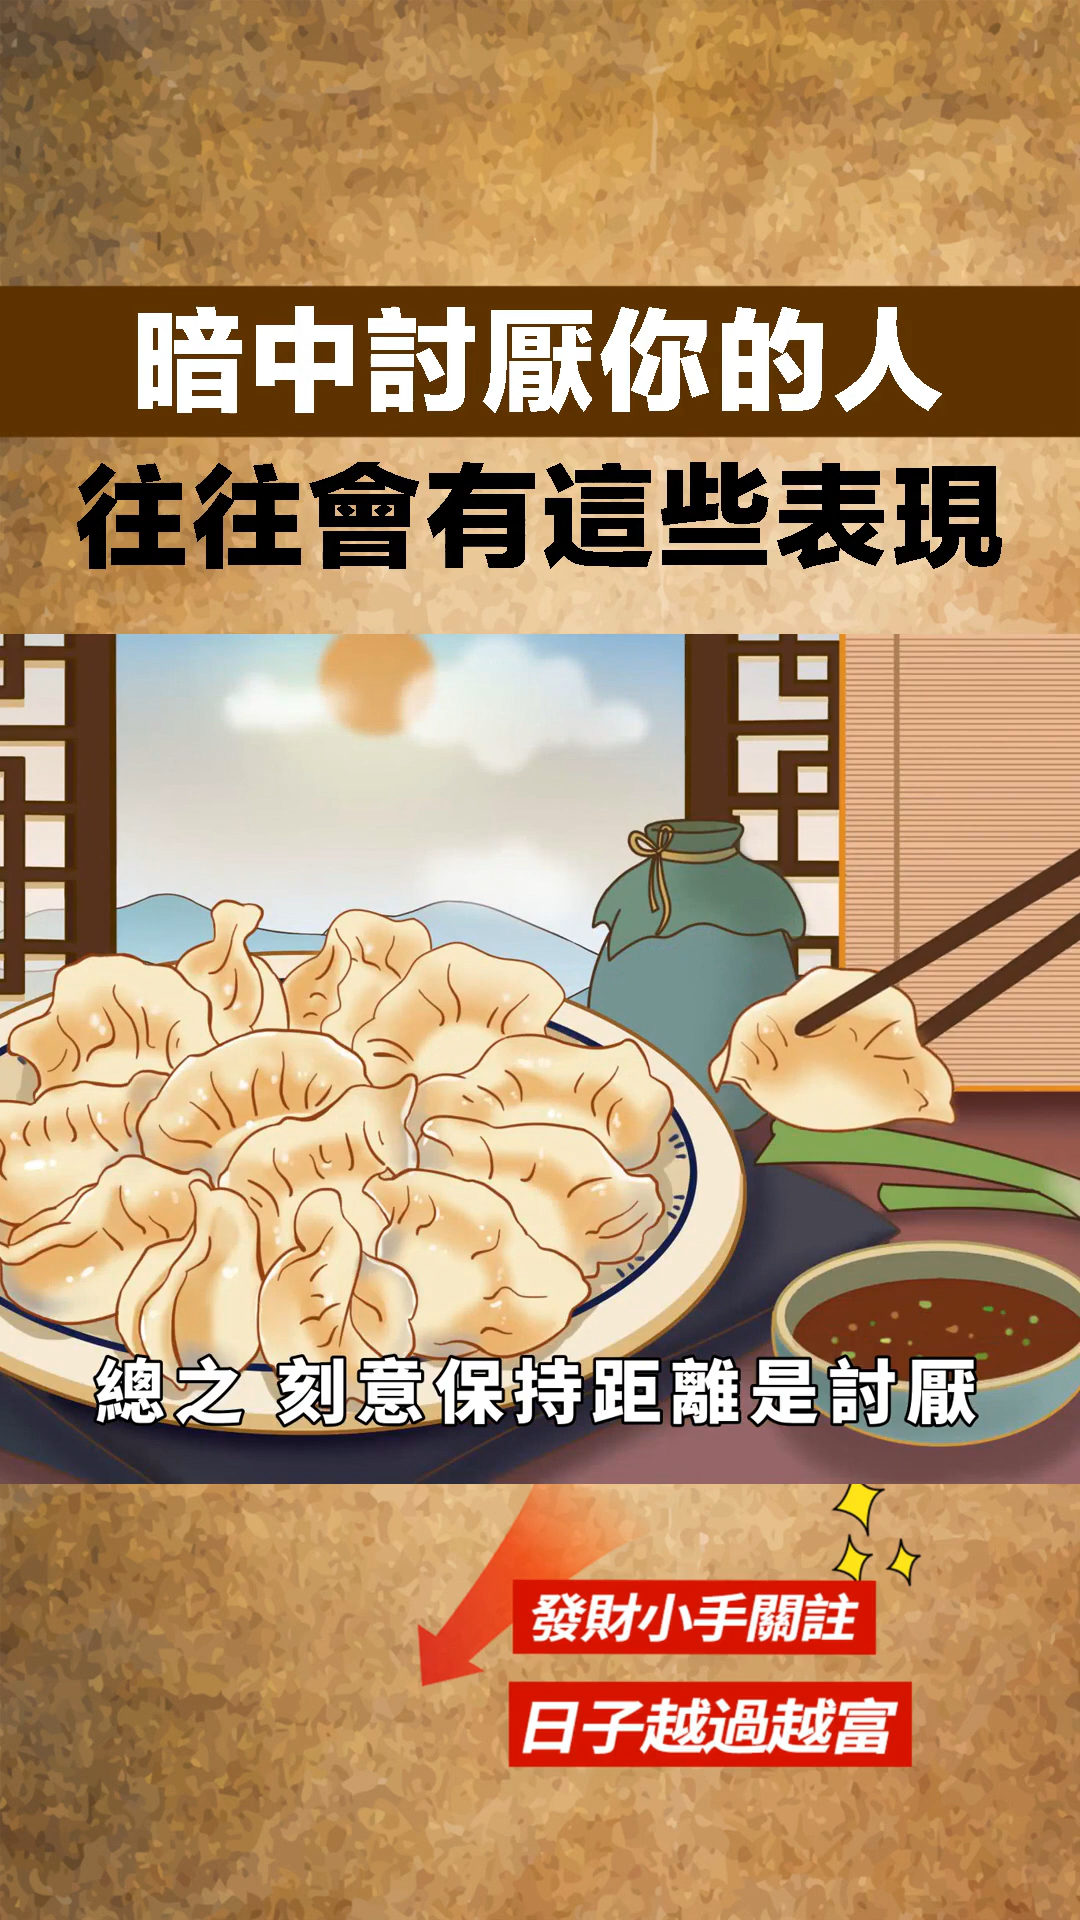 暗中討厭你的人
往往會有這些表現
總之 刻意保持距離是討厭
發財小手關註
日子越過越富